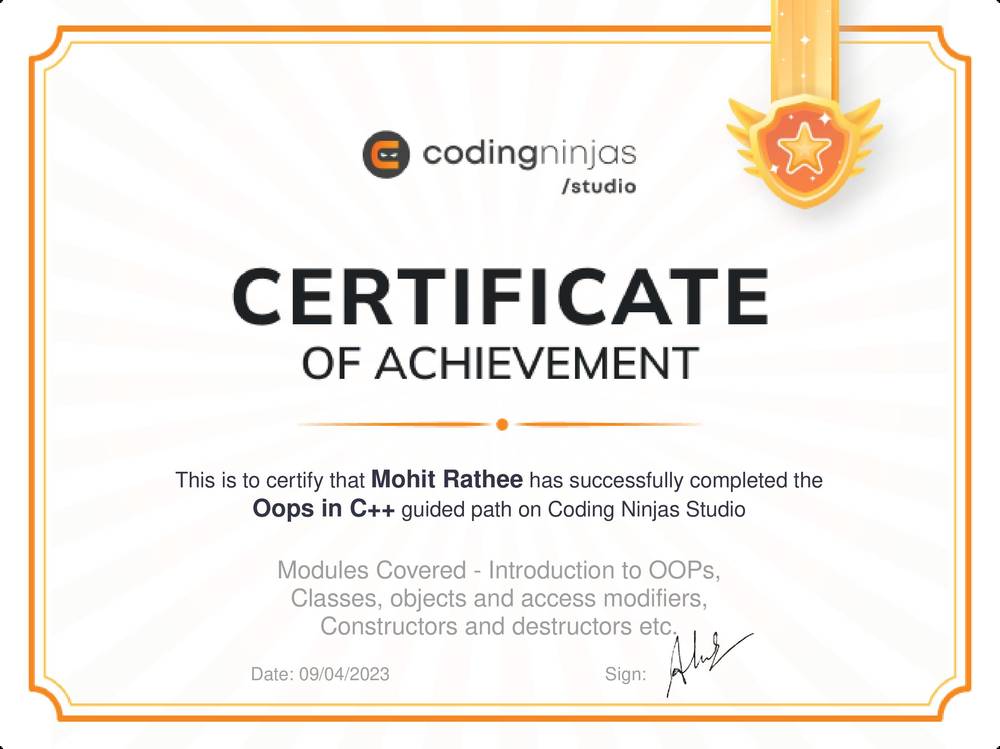 codingninjas
/studio
CERTIFICATE
OF ACHIEVEMENT
This is to certify that Mohit Rathee has successfully completed the
Oops in C++ guided path on Coding Ninjas Studio
Modules Covered - Introduction to OOPs,
Classes, objects and access modifiers,
Constructors and destructors etc.
Date: 09/04/2023 Sign: